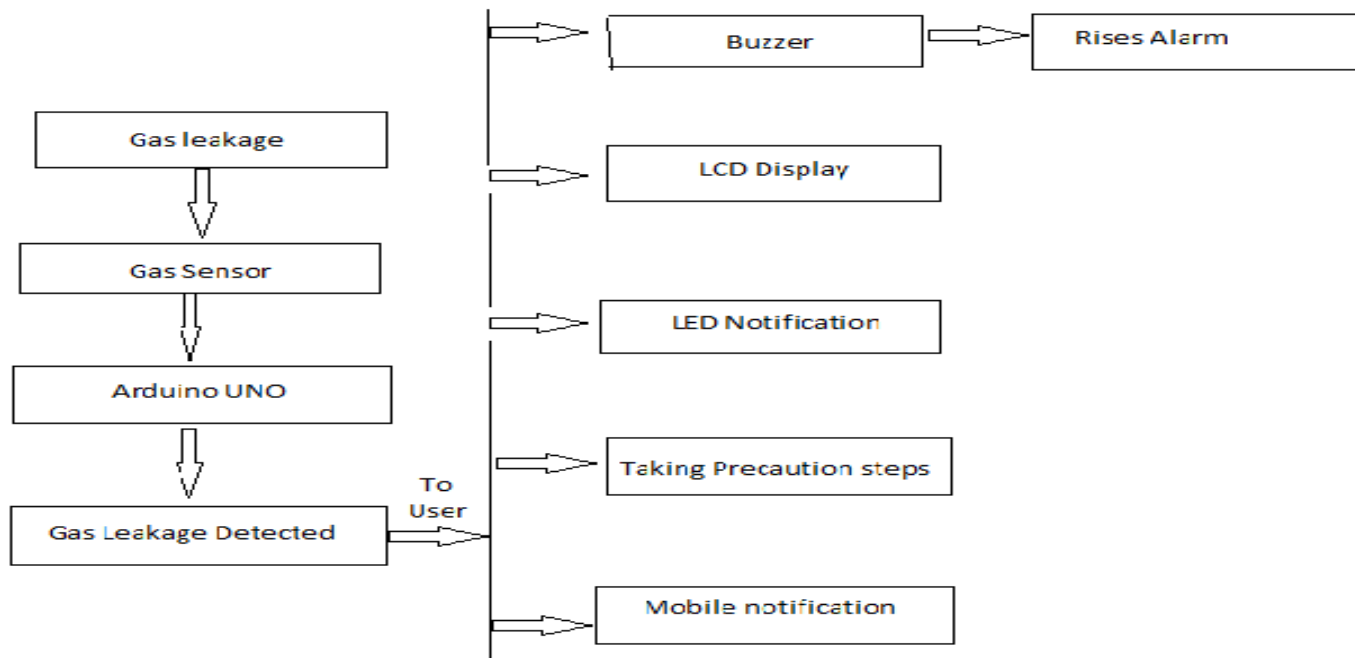 Gas leakage
Gas Sensor
Arduino UNO
Gas Leakage Detected
To
User
Buzzer
Rises Alarm
LCD Display
LED Notification
Taking Precaution steps
Mobile notification